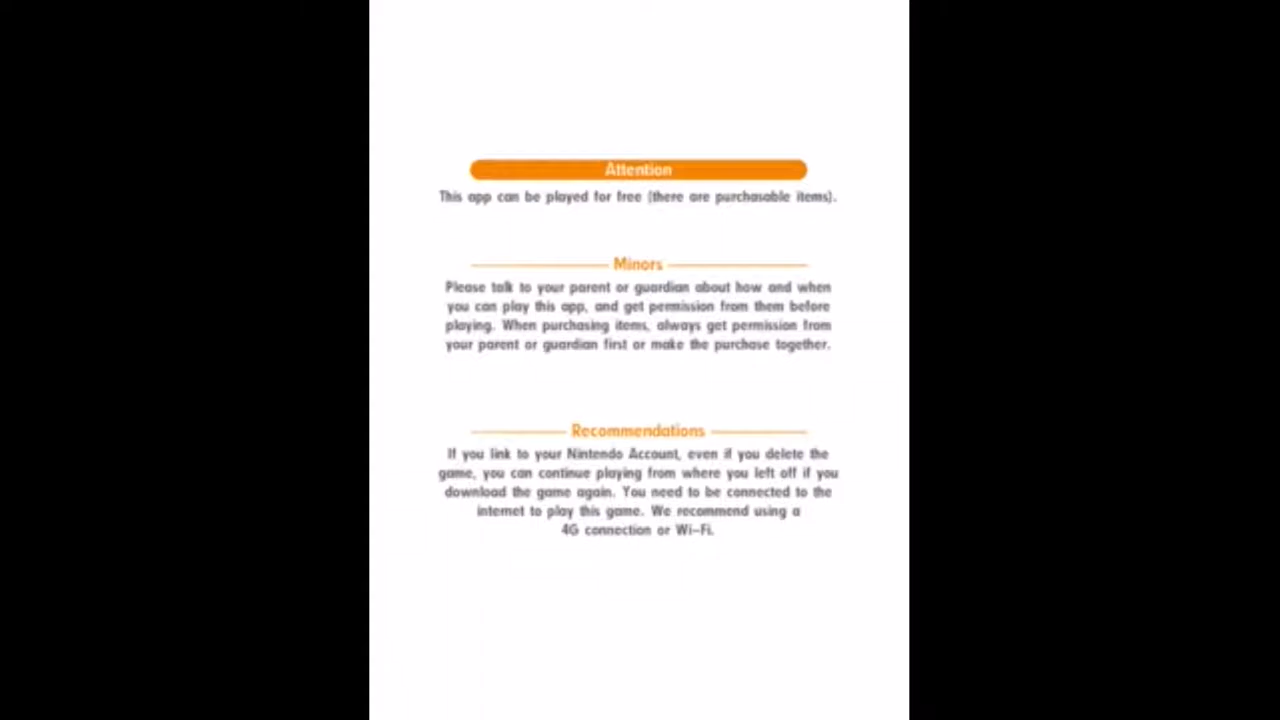 Attention
This app can be played for free (there are purchasable items).
Minors
Please talk to your parent or guardian about how and when
you can play this app, and get permission from them before
playing. When purchasing items, always get permission from
your parent or guardian first or make the purchase together.
Recommendations
If you link to your Nintendo Account, even if you delete the
game, you can continue playing from where you left off if you
download the game again. You need to be connected to the
internet to play this game. We recommend using a
4G connection or Wi-Fi.